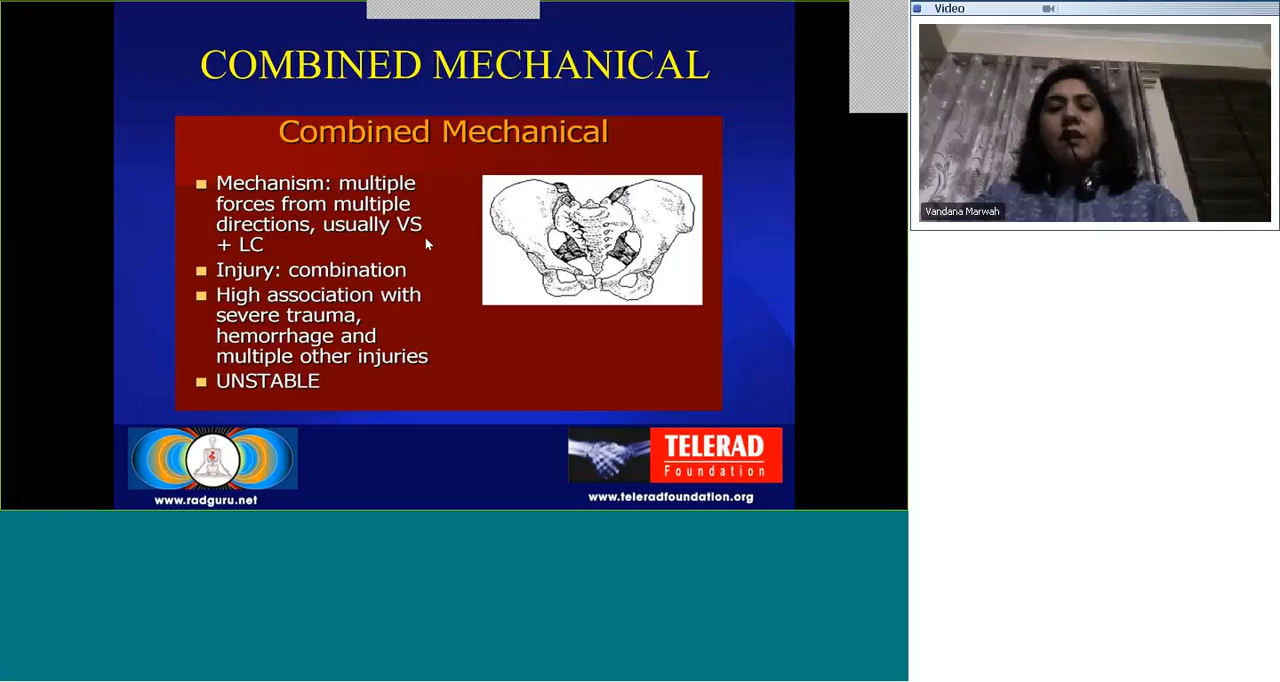 Video
COMBINED MECHANICAL
Combined Mechanical
Mechanism: multiple
forces from multiple
directions, usually VS
+ LC
Injury: combination
High association with
severe trauma,
hemorrhage and
multiple other injuries
UNSTABLE
www.radguru.net
TELERAD
Foundation
www.teleradfoundation.org
Vandana Marwah